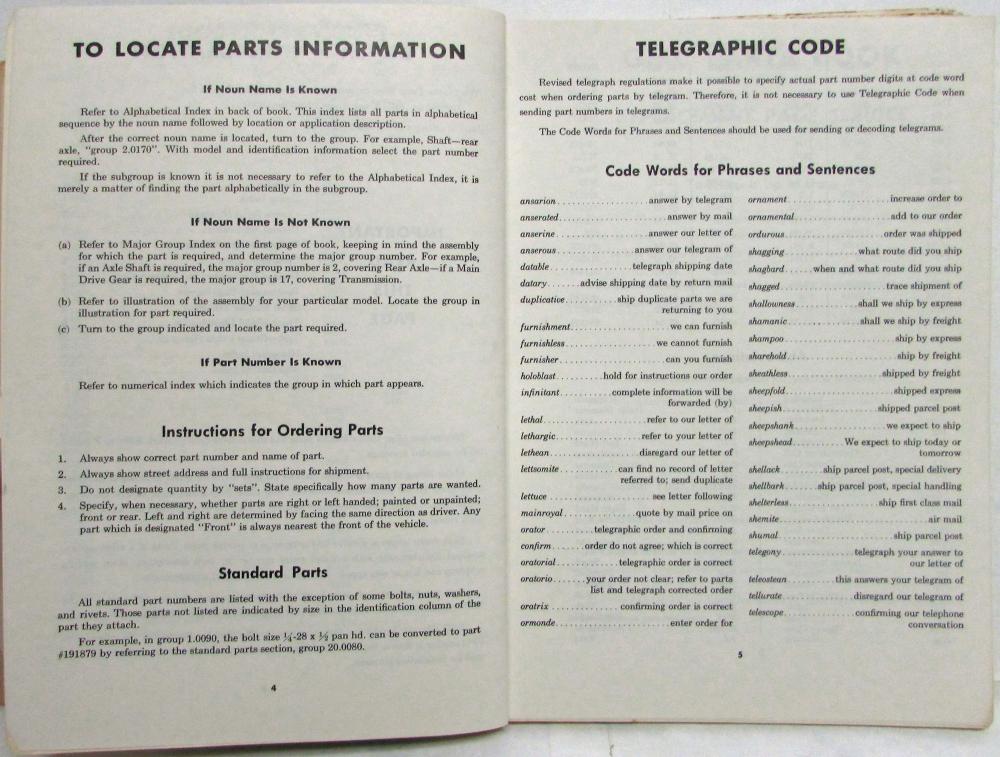 TO LOCATE PARTS INFORMATION
If Noun Name Is Known
Refer to Alphabetical Index in back of book. This index lists all parts in alphabetical
sequence by the noun name followed by location or application description.
After the correct noun name is located, turn to the group. For example, Shaft—rear
axle, "group 2.0170". With model and identification information select the part number
required.
If the subgroup is known it is not necessary to refer to the Alphabetical Index, it is
merely a matter of finding the part alphabetically in the subgroup.
If Noun Name Is Not Known
(a) Refer to Major Group Index on the first page of book, keeping in mind the assembly
for which the part is required, and determine the major group number. For example,
if an Axle Shaft is required, the major group number is 2, covering Rear Axle—if a Main
Drive Gear is required, the major group is 17, covering Transmission.
(b) Refer to illustration of the assembly for your particular model. Locate the group in
illustration for part required.
(c) Turn to the group indicated and locate the part required.
If Part Number Is Known
Refer to numerical index which indicates the group in which part appears.
Instructions for Ordering Parts
1. Always show correct part number and name of part.
2. Always show street address and full instructions for shipment.
3. Do not designate quantity by "sets". State specifically how many parts are wanted.
4. Specify, when necessary, whether parts are right or left handed; painted or unpainted;
front or rear. Left and right are determined by facing the same direction as driver. Any
part which is designated "Front" is always nearest the front of the vehicle.
Standard Parts
All standard part numbers are listed with the exception of some bolts, nuts, washers,
and rivets. Those parts not listed are indicated by size in the identification column of the
part they attach.
For example, in group 1.0090, the bolt size ¼-28 x ½ pan hd. can be converted to part
#191879 by referring to the standard parts section, group 20.0080.
4
TELEGRAPHIC CODE
Revised telegraph regulations make it possible to specify actual part number digits at code word
cost when ordering parts by telegram. Therefore, it is not necessary to use Telegraphic Code when
sending part numbers in telegrams.
The Code Words for Phrases and Sentences should be used for sending or decoding telegrams.
Code Words for Phrases and Sentences
ansarion....................answer by telegram
anserated....................answer by mail
anserine....................answer our letter of
anserous....................answer our telegram of
datable....................telegraph shipping date
datary........advise shipping date by return mail
duplicative..........ship duplicate parts we are
returning to you
furnishment....................we can furnish
furnishless....................we cannot furnish
furnisher....................can you furnish
holoblast..........hold for instructions our order
infinitant..........complete information will be
forwarded (by)
lethal....................refer to our letter of
lethargic....................refer to your letter of
lethean....................disregard our letter of
lettsomite............can find no record of letter
referred to; send duplicate
lettuce....................see letter following
mainroyal....................quote by mail price on
orator..........telegraphic order and confirming
confirm.......order do not agree; which is correct
oratorial..............telegraphic order is correct
oratorio......your order not clear; refer to parts
list and telegraph corrected order
oratrix..............confirming order is correct
ormonde....................enter order for
ornament....................increase order to
ornamental....................add to our order
ordurous....................order was shipped
shagging..............what route did you ship
shagbard......when and what route did you ship
shagged....................trace shipment of
shallowness..............shall we ship by express
shamanic..............shall we ship by freight
shampoo....................ship by express
sharehold....................ship by freight
sheathless....................shipped by freight
sheepfold....................shipped express
sheepish....................shipped parcel post
sheepshank....................we expect to ship
sheepshead..........We expect to ship today or
tomorrow
shellack..........ship parcel post, special delivery
shellbark........ship parcel post, special handling
shelterless....................ship first class mail
shemite....................air mail
shumal....................ship parcel post
telegony..............telegraph your answer to
our letter of
teleostean..........this answers your telegram of
tellurate..............disregard our telegram of
telescope..............confirming our telephone
conversation
5